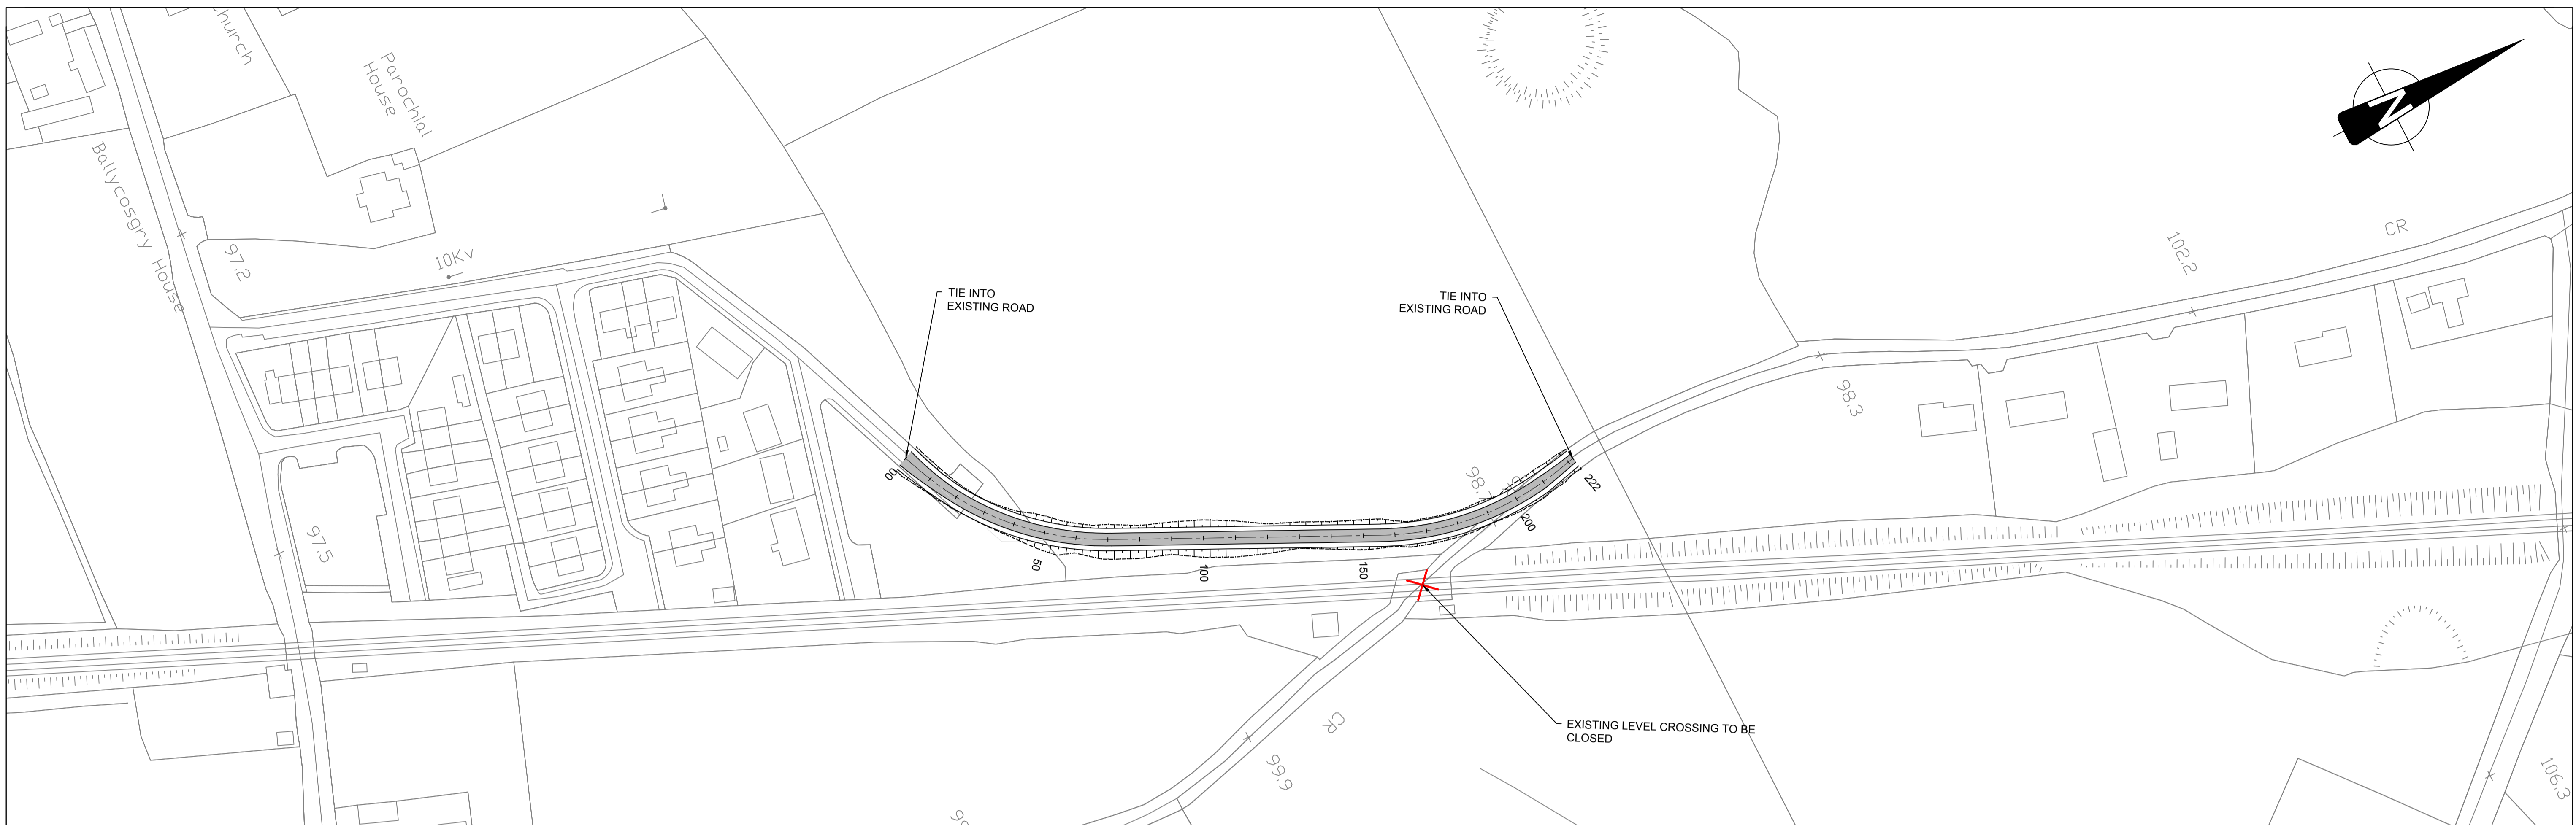 Parochial
House
Ballycosgry House
97.2
10Kv
TIE INTO
EXISTING ROAD
TIE INTO
EXISTING ROAD
N
CR
102.2
98.3
00
50
100
150
200
222
97.5
EXISTING LEVEL CROSSING TO BE
CLOSED
CR
99.9
106.3